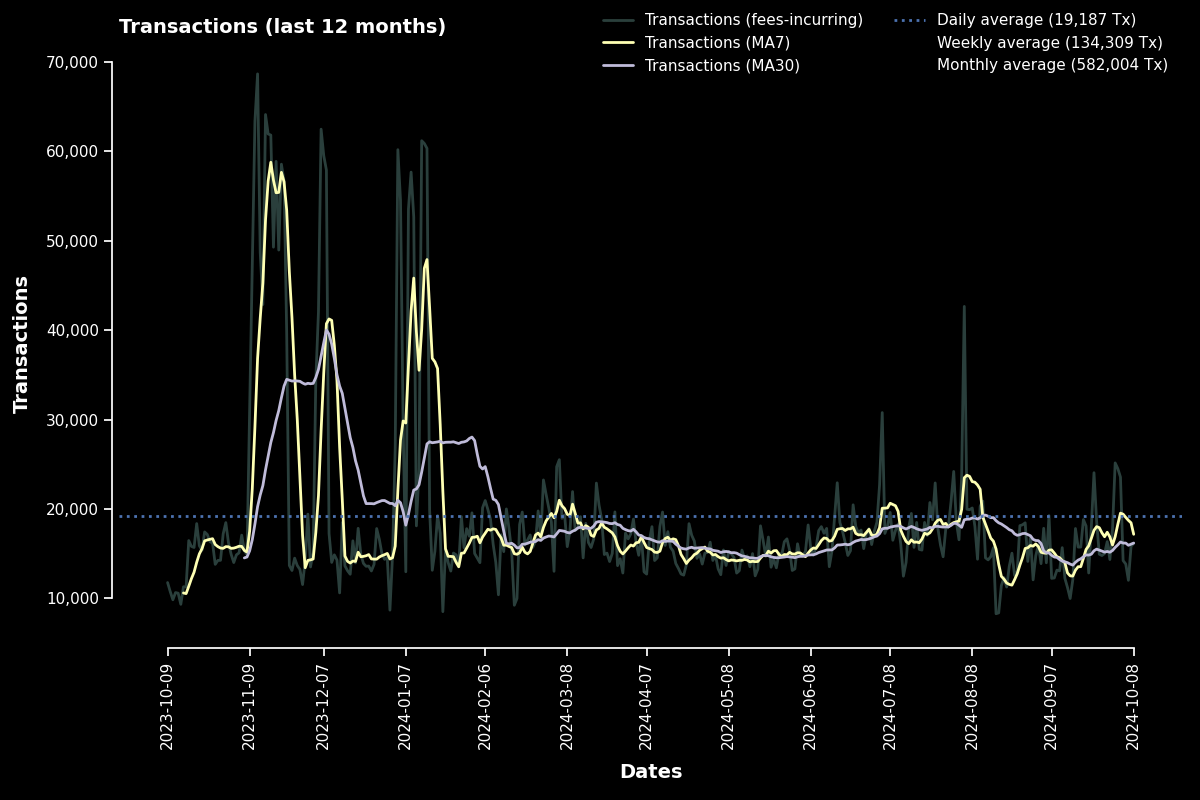 Transactions (last 12 months)
Transactions (fees-incurring)
Transactions (MA7)
Transactions (MA30)
Daily average (19,187 Tx)
Weekly average (134,309 Tx)
Monthly average (582,004 Tx)
Transactions
70,000
60,000
50,000
40,000
30,000
20,000
10,000
2023-10-09
2023-11-09
2023-12-07
2024-01-07
2024-02-06
2024-03-08
2024-04-07
2024-05-08
2024-06-08
2024-07-08
2024-08-08
2024-09-07
2024-10-08
Dates